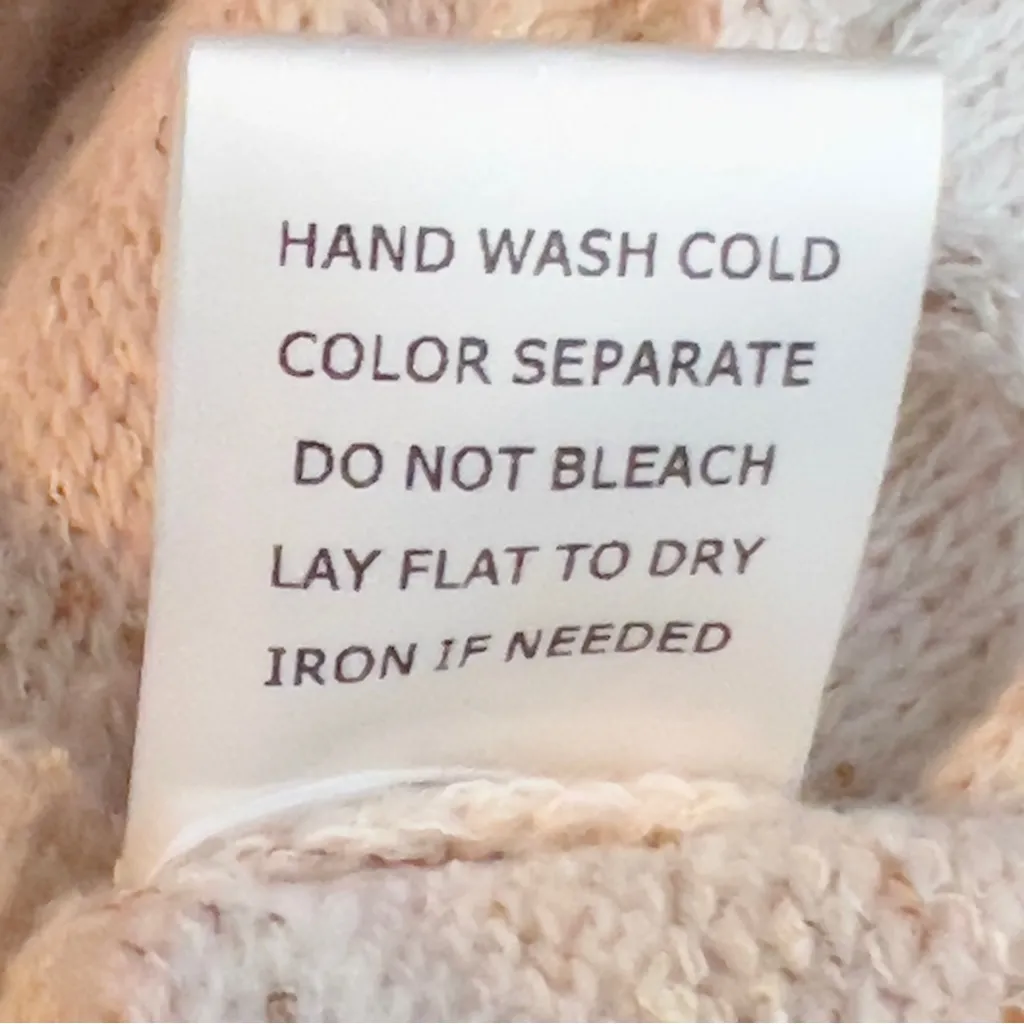 HAND WASH COLD
COLOR SEPARATE
DO NOT BLEACH
LAY FLAT TO DRY
IRON IF NEEDED